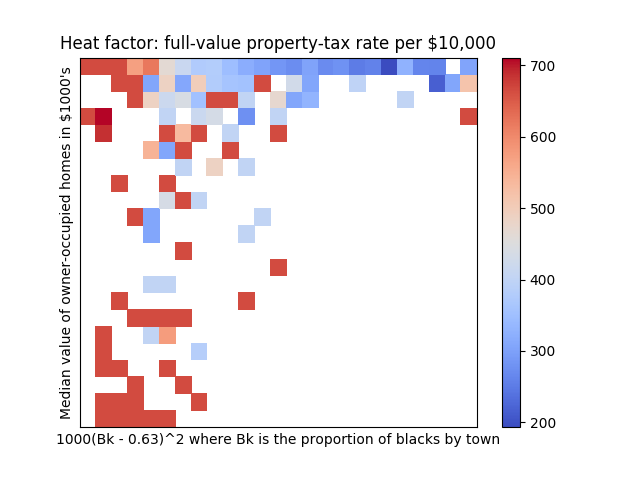 Heat factor: full-value property-tax rate per $10,000
Median value of owner-occupied homes in $1000's
1000(Bk - 0.63)^2 where Bk is the proportion of blacks by town
700
600
500
400
300
200